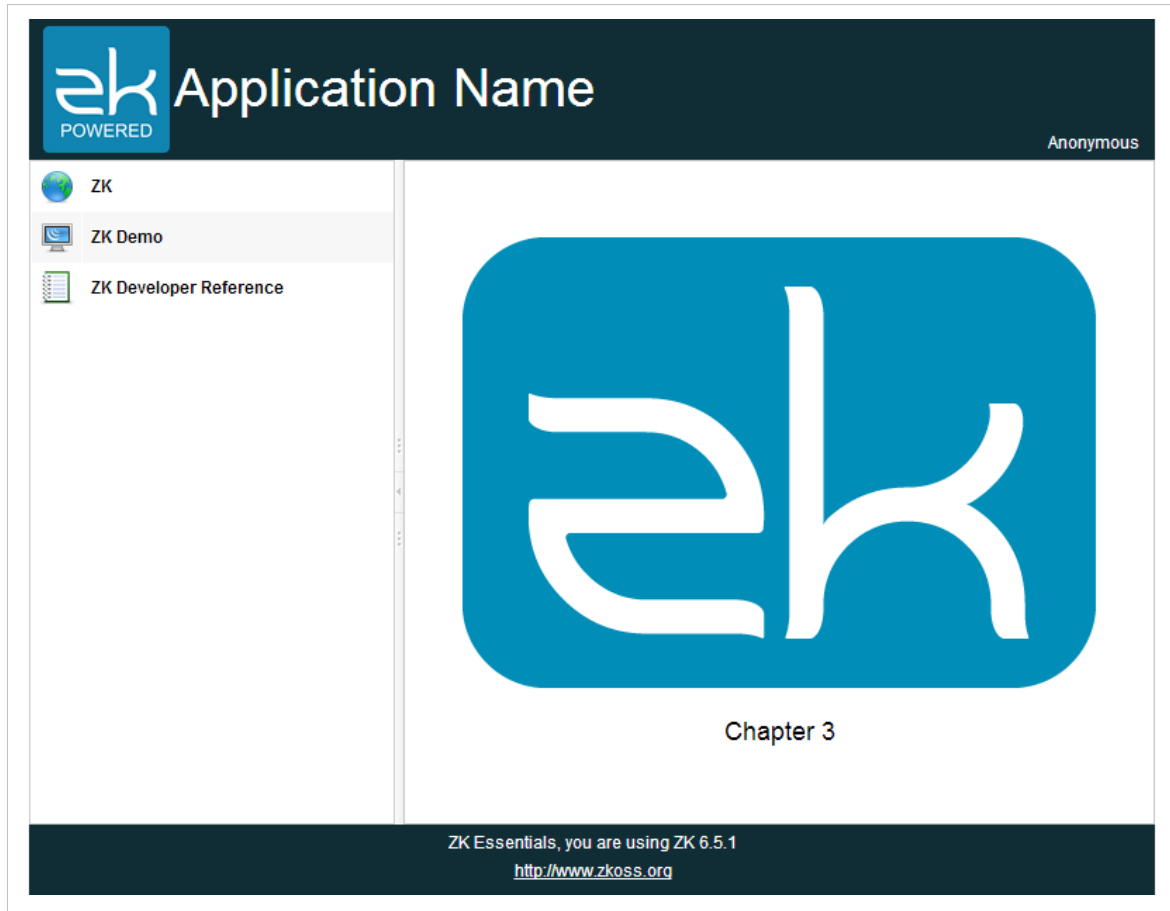 zk
POWERED
Application Name
Anonymous
ZK
ZK Demo
ZK Developer Reference
zk
Chapter 3
ZK Essentials, you are using ZK 6.5.1
http://www.zkoss.org